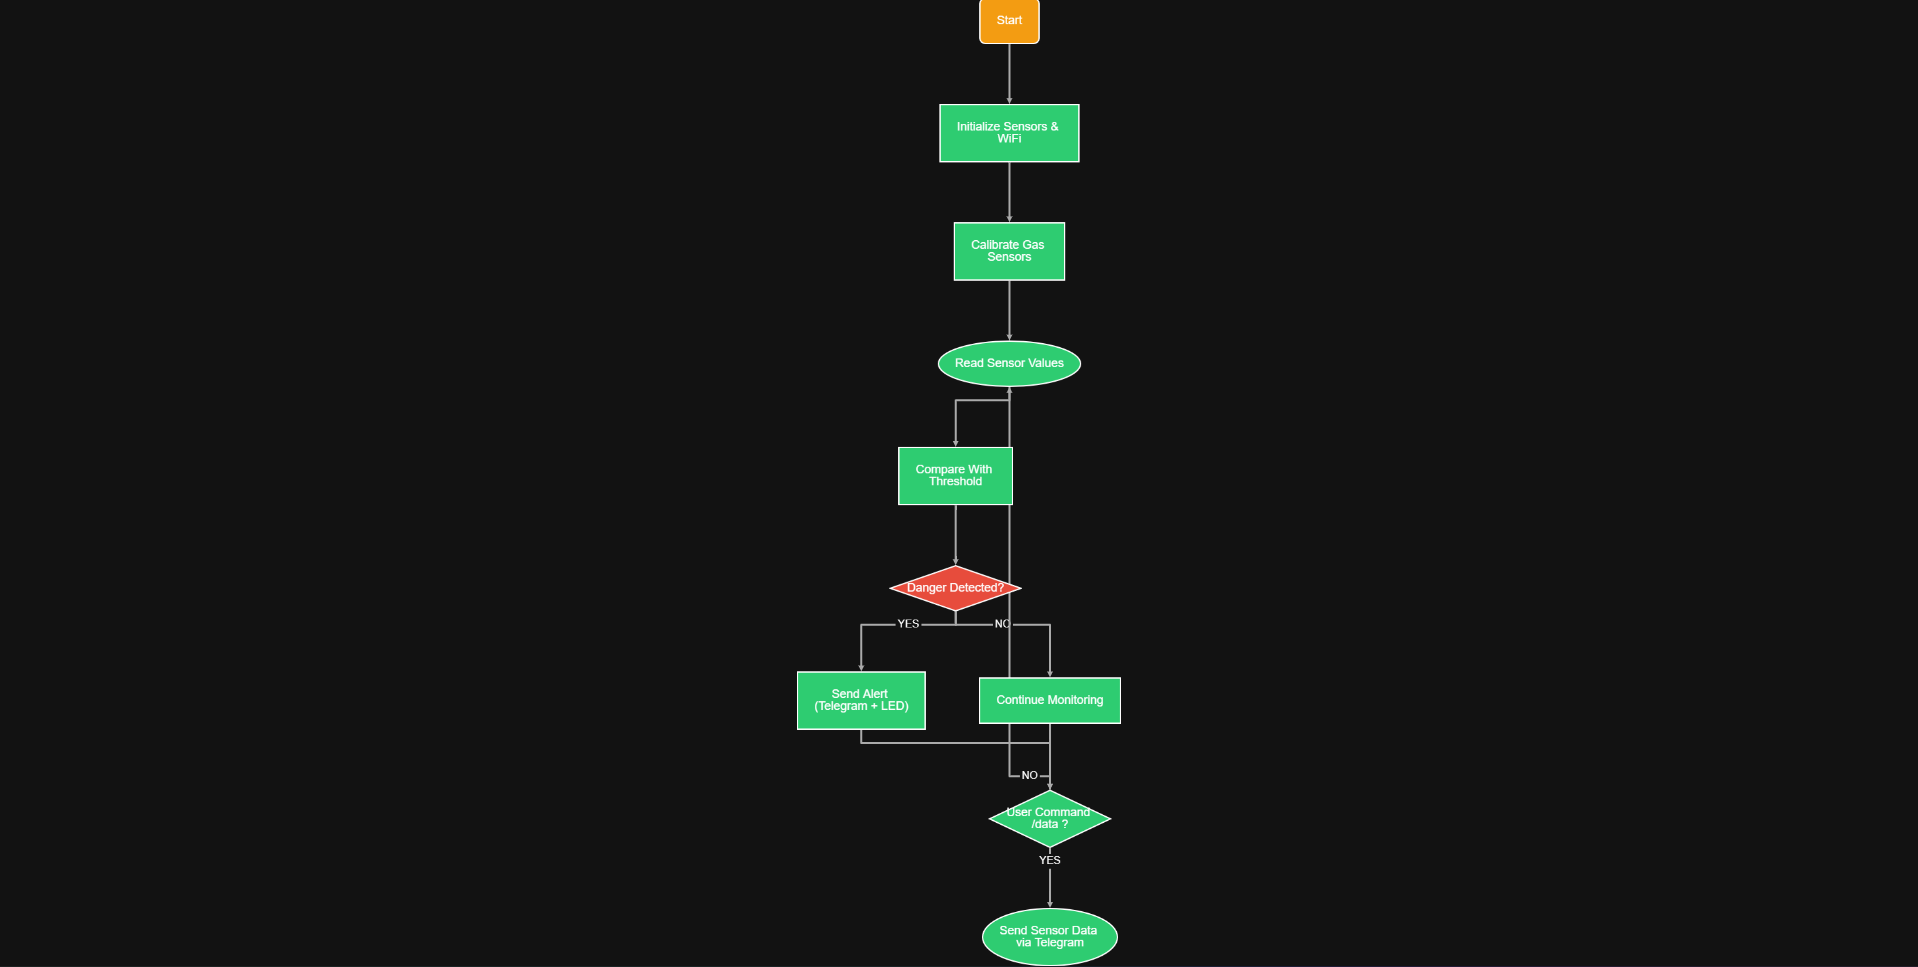 Start
Initialize Sensors &
WiFi
Calibrate Gas
Sensors
Read Sensor Values
Compare With
Threshold
Danger Detected?
YES
NO
Send Alert
(Telegram + LED)
Continue Monitoring
NO
User Command
/data ?
YES
Send Sensor Data
via Telegram